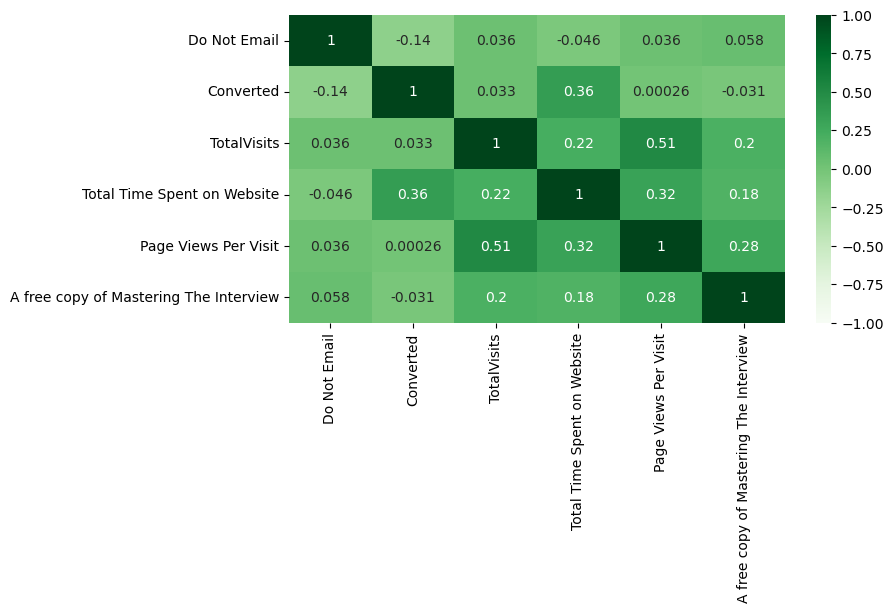 Do Not Email 1 -0.14 0.036 -0.046 0.036 0.058
Converted -0.14 1 0.033 0.36 0.00026 -0.031
TotalVisits 0.036 0.033 1 0.22 0.51 0.2
Total Time Spent on Website -0.046 0.36 0.22 1 0.32 0.18
Page Views Per Visit 0.036 0.00026 0.51 0.32 1 0.28
A free copy of Mastering The Interview 0.058 -0.031 0.2 0.18 0.28 1
Do Not Email
Converted
TotalVisits
Total Time Spent on Website
Page Views Per Visit
A free copy of Mastering The Interview
1.00
0.75
0.50
0.25
0.00
−0.25
−0.50
−0.75
−1.00